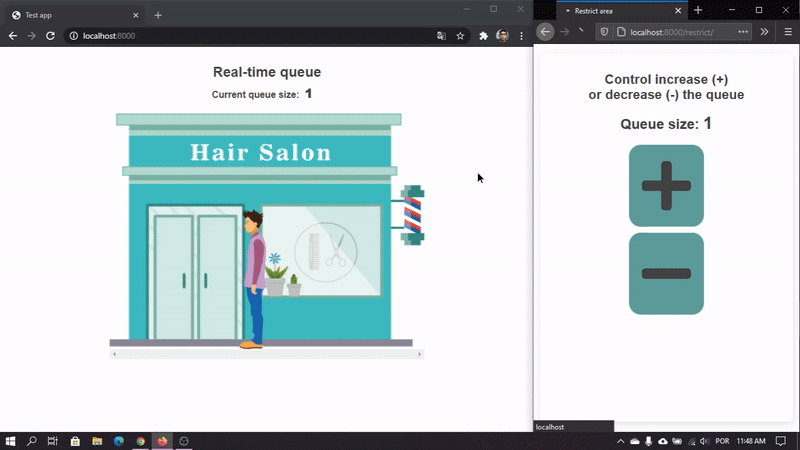 Test app
localhost:8000
Real-time queue
Current queue size: 1
Hair Salon
Restrict area
localhost:8000/restrict/
Control increase (+)
or decrease (-) the queue
Queue size: 1
localhost
POR
11:48 AM